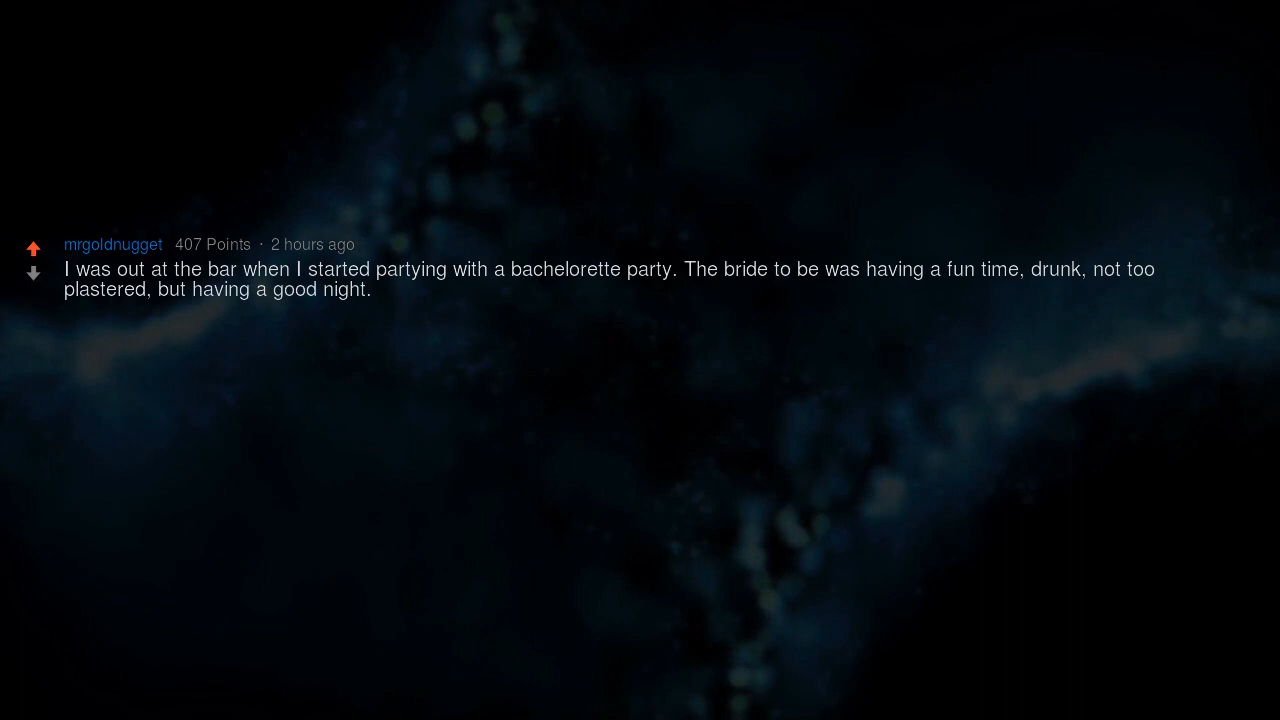 mrgoldnugget 407 Points · 2 hours ago
I was out at the bar when I started partying with a bachelorette party. The bride to be was having a fun time, drunk, not too
plastered, but having a good night.